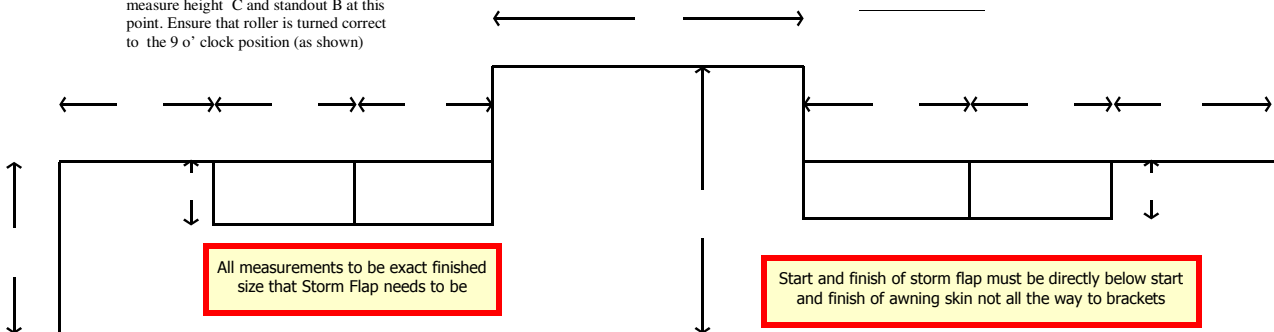 measure height C and standout B at this
point. Ensure that roller is turned correct
to the 9 o' clock position (as shown)
All measurements to be exact finished
size that Storm Flap needs to be
Start and finish of storm flap must be directly below start
and finish of awning skin not all the way to brackets